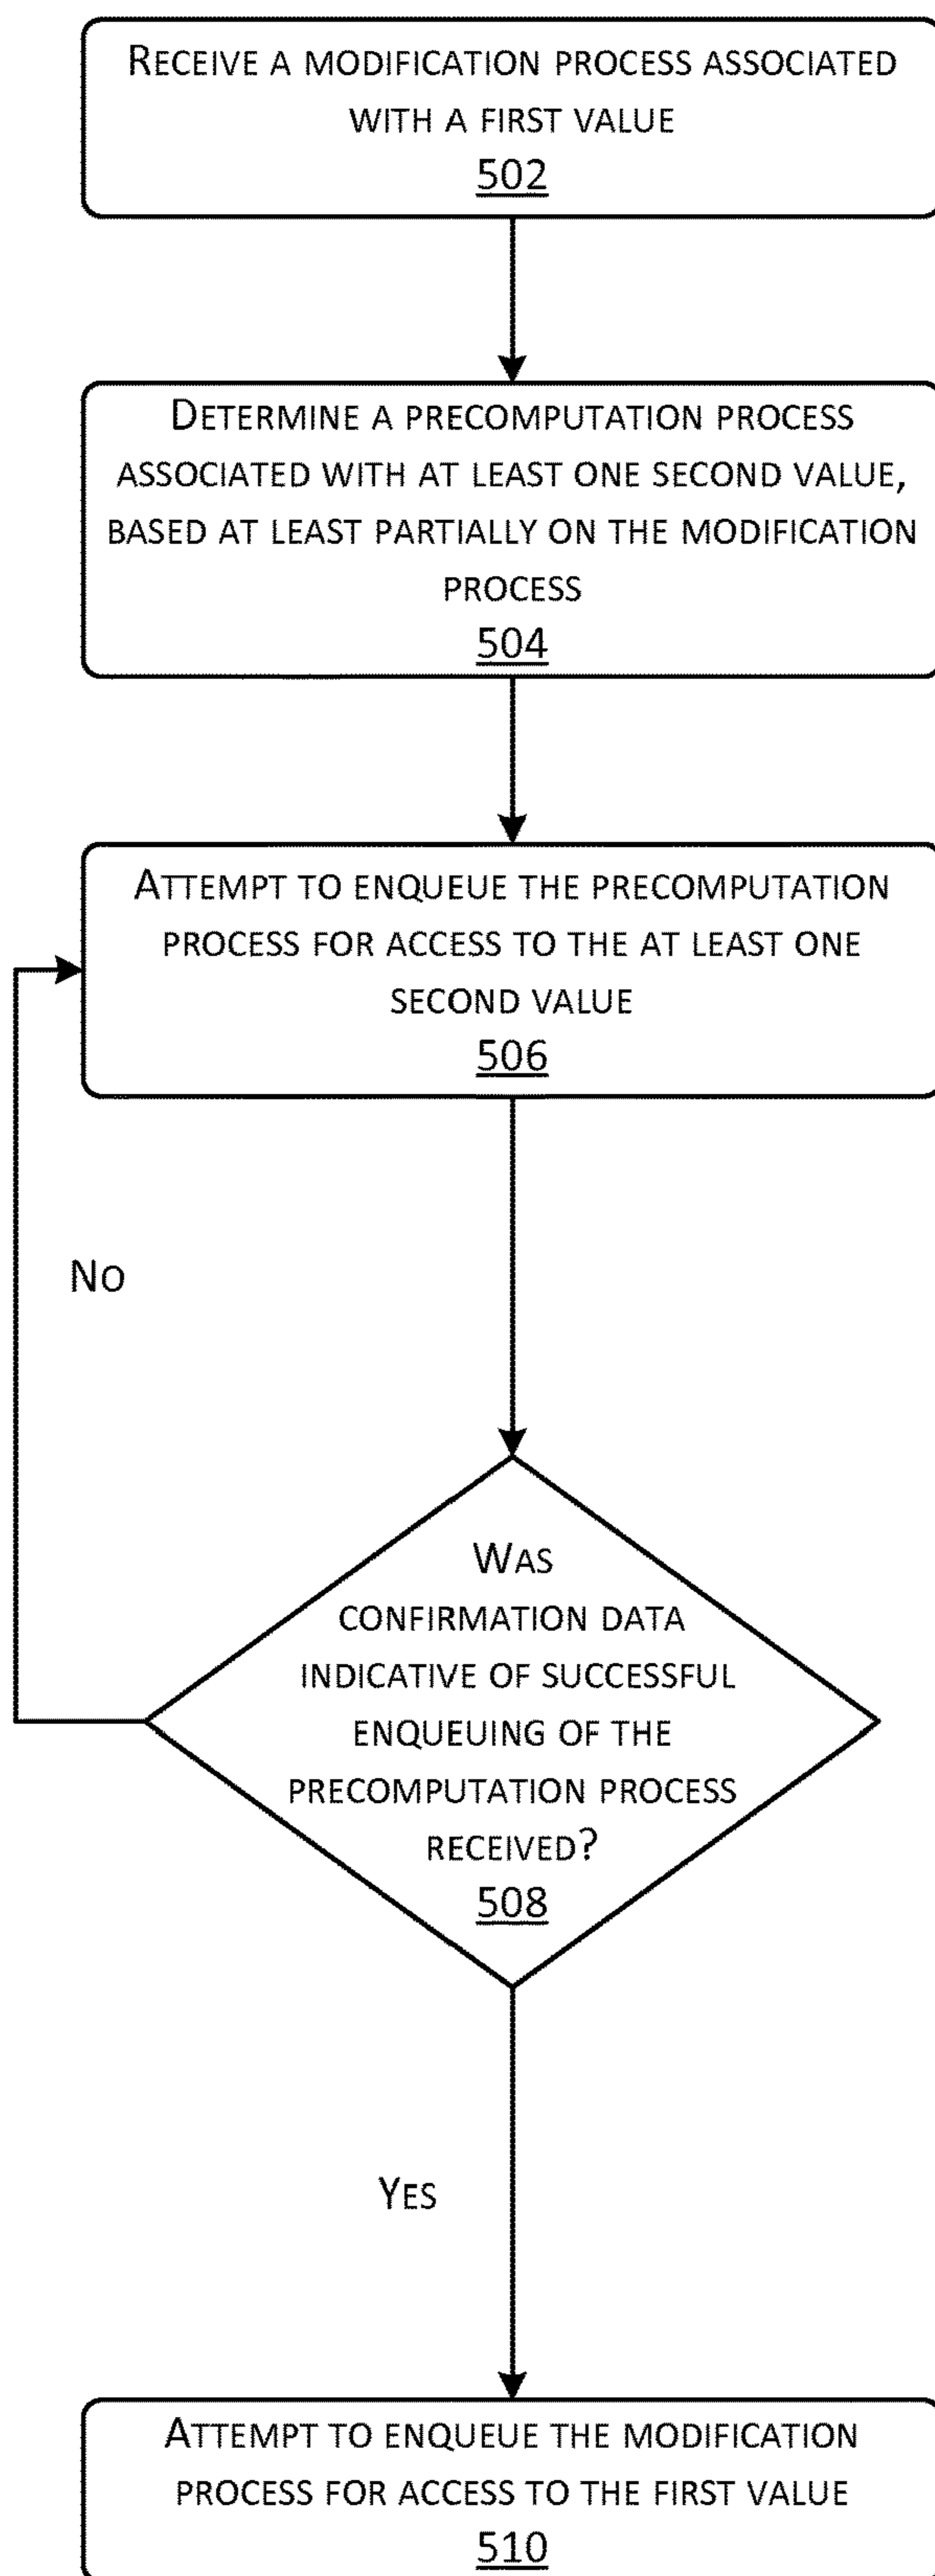 RECEIVE A MODIFICATION PROCESS ASSOCIATED
WITH A FIRST VALUE
502
DETERMINE A PRECOMPUTATION PROCESS
ASSOCIATED WITH AT LEAST ONE SECOND VALUE,
BASED AT LEAST PARTIALLY ON THE MODIFICATION
PROCESS
504
ATTEMPT TO ENQUEUE THE PRECOMPUTATION
PROCESS FOR ACCESS TO THE AT LEAST ONE
SECOND VALUE
506
NO
WAS
CONFIRMATION DATA
INDICATIVE OF SUCCESSFUL
ENQUEUING OF THE
PRECOMPUTATION PROCESS
RECEIVED?
508
YES
ATTEMPT TO ENQUEUE THE MODIFICATION
PROCESS FOR ACCESS TO THE FIRST VALUE
510